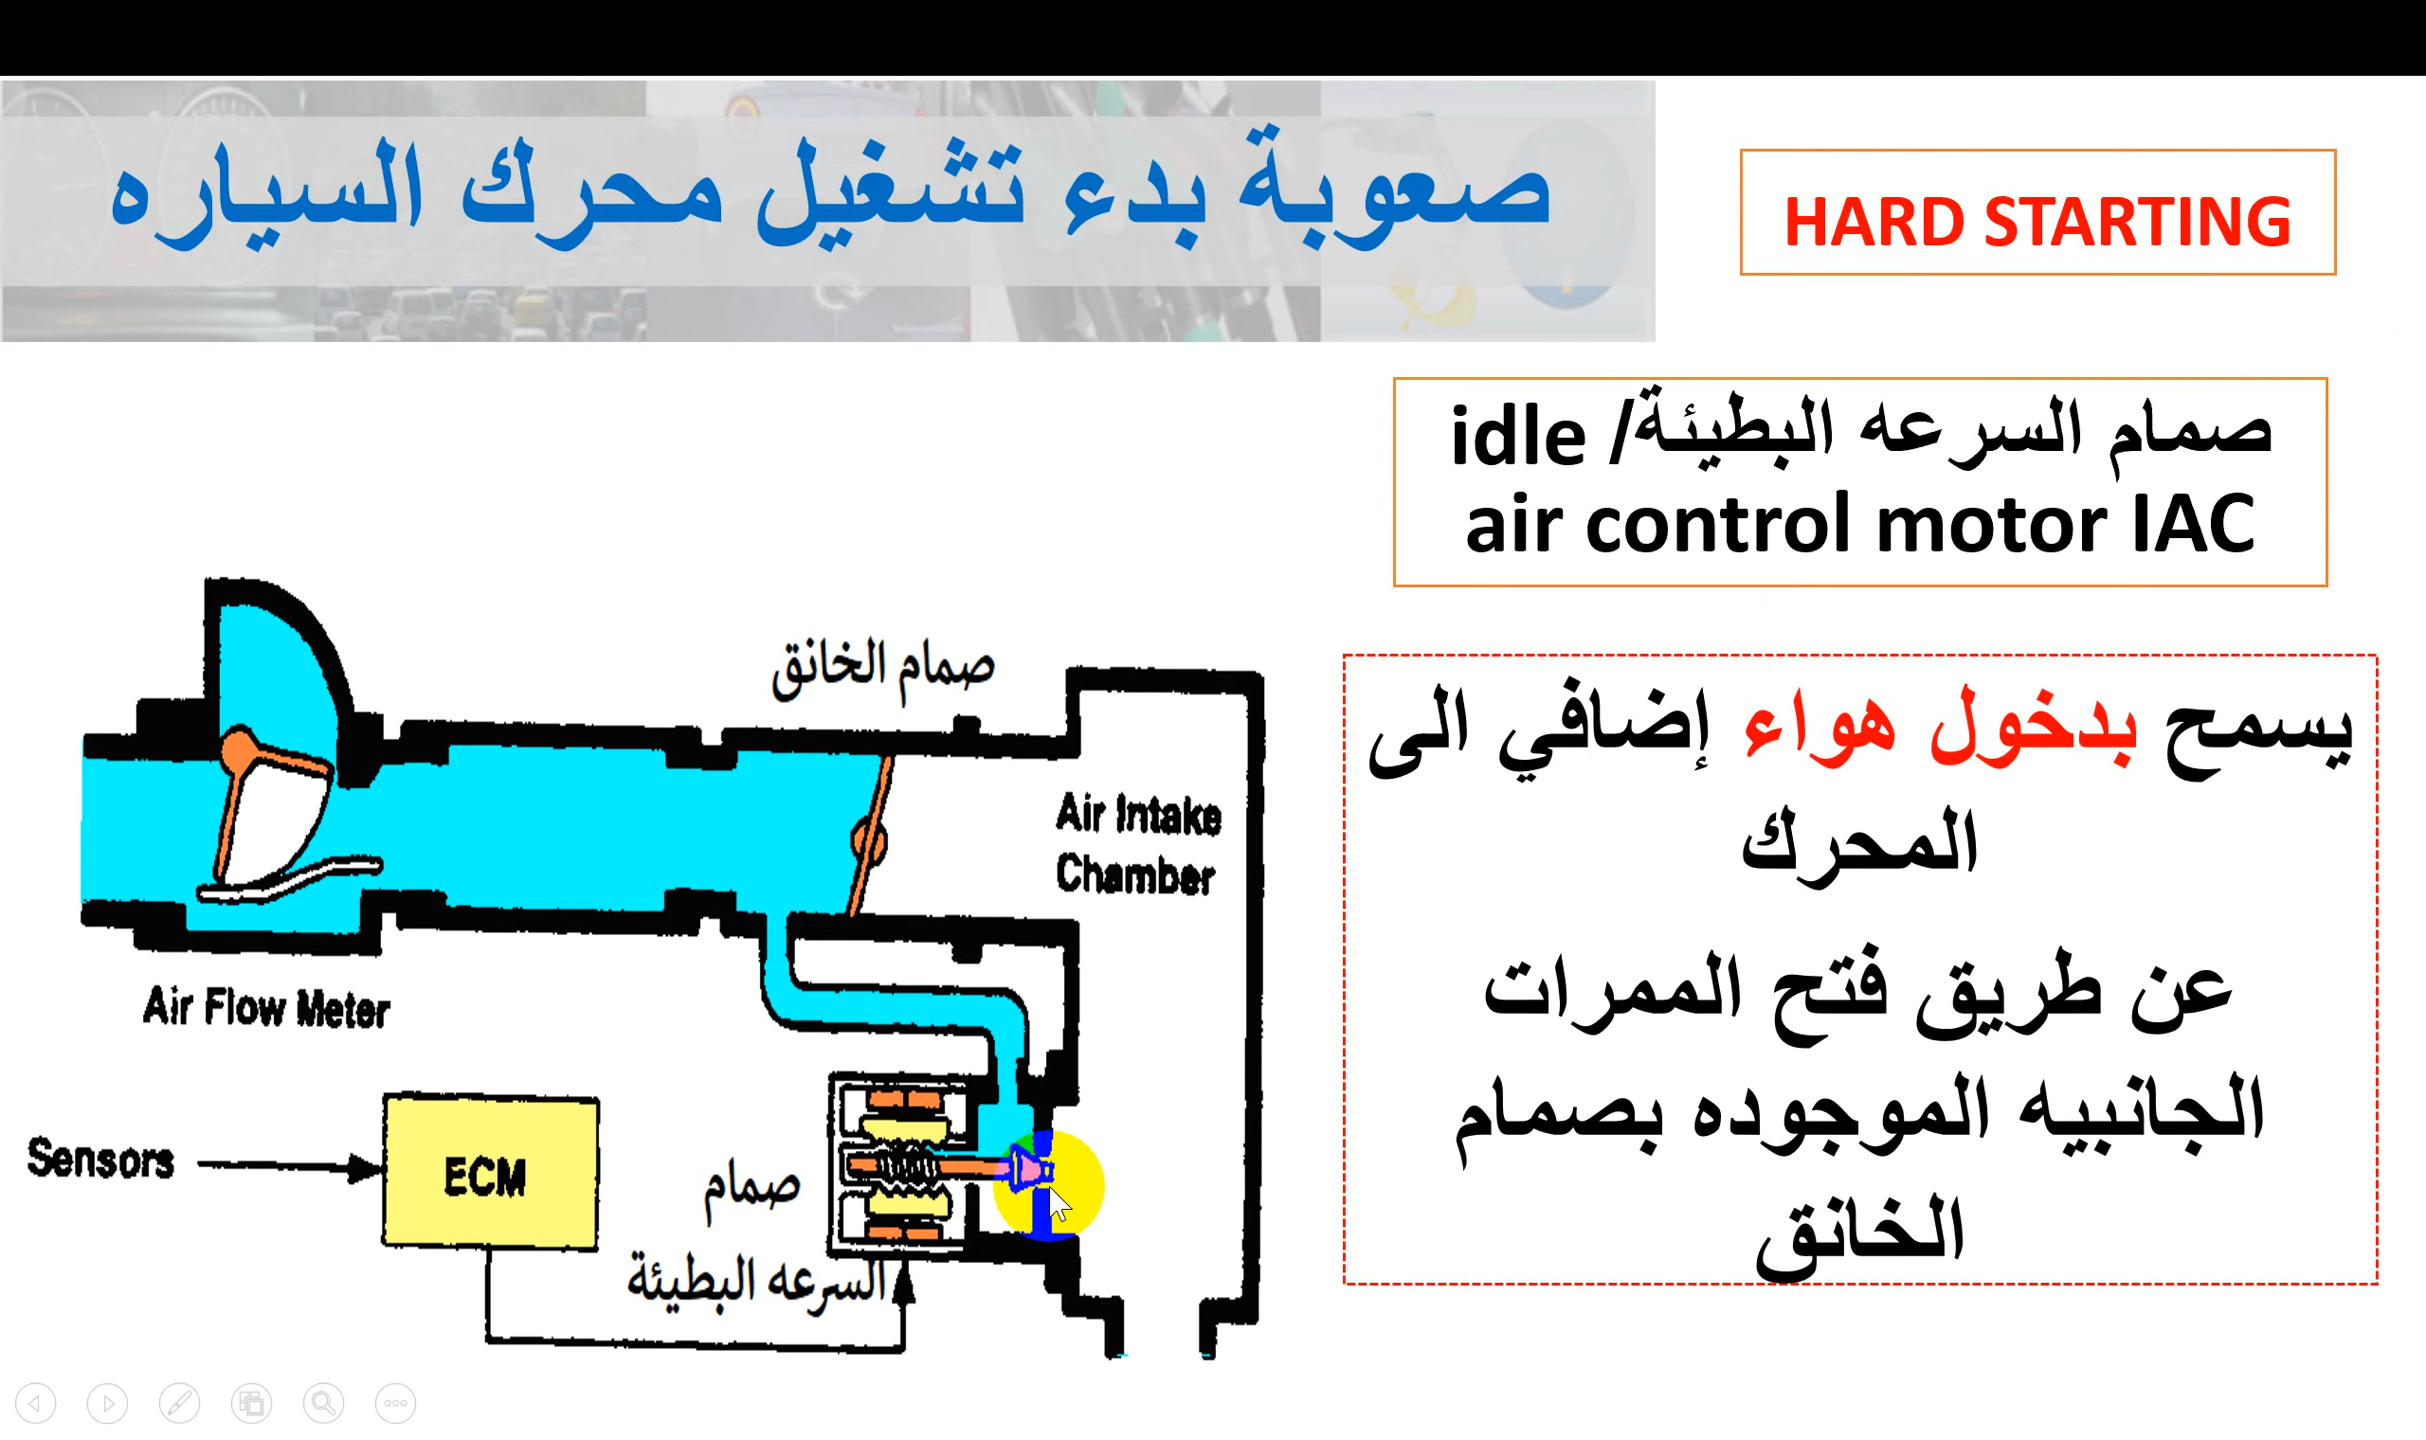 صعوبة بدء تشغيل محرك السياره
HARD STARTING
صمام السرعه البطيئة/ idle
air control motor IAC
يسمح بدخول هواء إضافي الى
المحرك
عن طريق فتح الممرات
الجانبيه الموجوده بصمام
الخانق
صمام الخانق
Air Intake
Chamber
Air Flow Meter
Sensors
ECM
صمام
السرعه البطيئة